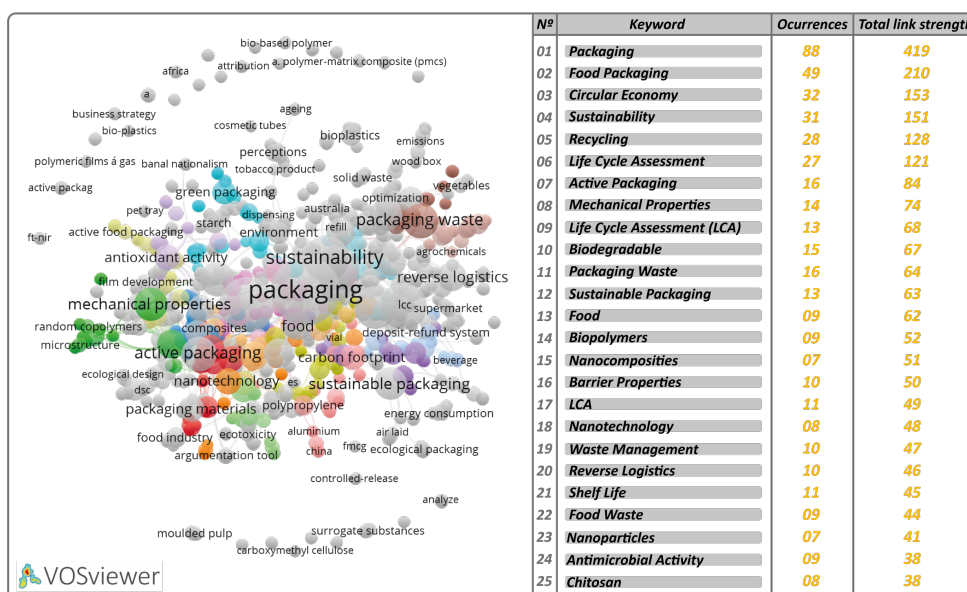 bio-based polymer
attribution
a. polymer-matrix composite (pmcs)
africa
a
business strategy
bio-plastics
ageing
cosmetic tubes
bioplastics
emissions
perceptions
polymeric films á gas
banal nationalism
tobacco product
wood box
solid waste
active packag
green packaging
optimization
vegetables
pet tray
dispensing
australia
starch
refill
packaging waste
ft-nir
active food packaging
environment
agrochemicals
antioxidant activity
sustainability
film development
packaging
reverse logistics
mechanical properties
lcc
supermarket
random copolymers
composites
food
deposit-refund system
microstructure
vial
active packaging
carbon footprint
beverage
ecological design
nanotechnology
es
sustainable packaging
dsc
packaging materials
polypropylene
energy consumption
food industry
ecotoxicity
aluminium
air laid
argumentation tool
china
fmcg
ecological packaging
controlled-release
analyze
moulded pulp
surrogate substances
carboxymethyl cellulose
VOSviewer
Nº Keyword Ocurrences Total link strength
01 Packaging 88 419
02 Food Packaging 49 210
03 Circular Economy 32 153
04 Sustainability 31 151
05 Recycling 28 128
06 Life Cycle Assessment 27 121
07 Active Packaging 16 84
08 Mechanical Properties 14 74
09 Life Cycle Assessment (LCA) 13 68
10 Biodegradable 15 67
11 Packaging Waste 16 64
12 Sustainable Packaging 13 63
13 Food 09 62
14 Biopolymers 09 52
15 Nanocomposities 07 51
16 Barrier Properties 10 50
17 LCA 11 49
18 Nanotechnology 08 48
19 Waste Management 10 47
20 Reverse Logistics 10 46
21 Shelf Life 11 45
22 Food Waste 09 44
23 Nanoparticles 07 41
24 Antimicrobial Activity 09 38
25 Chitosan 08 38